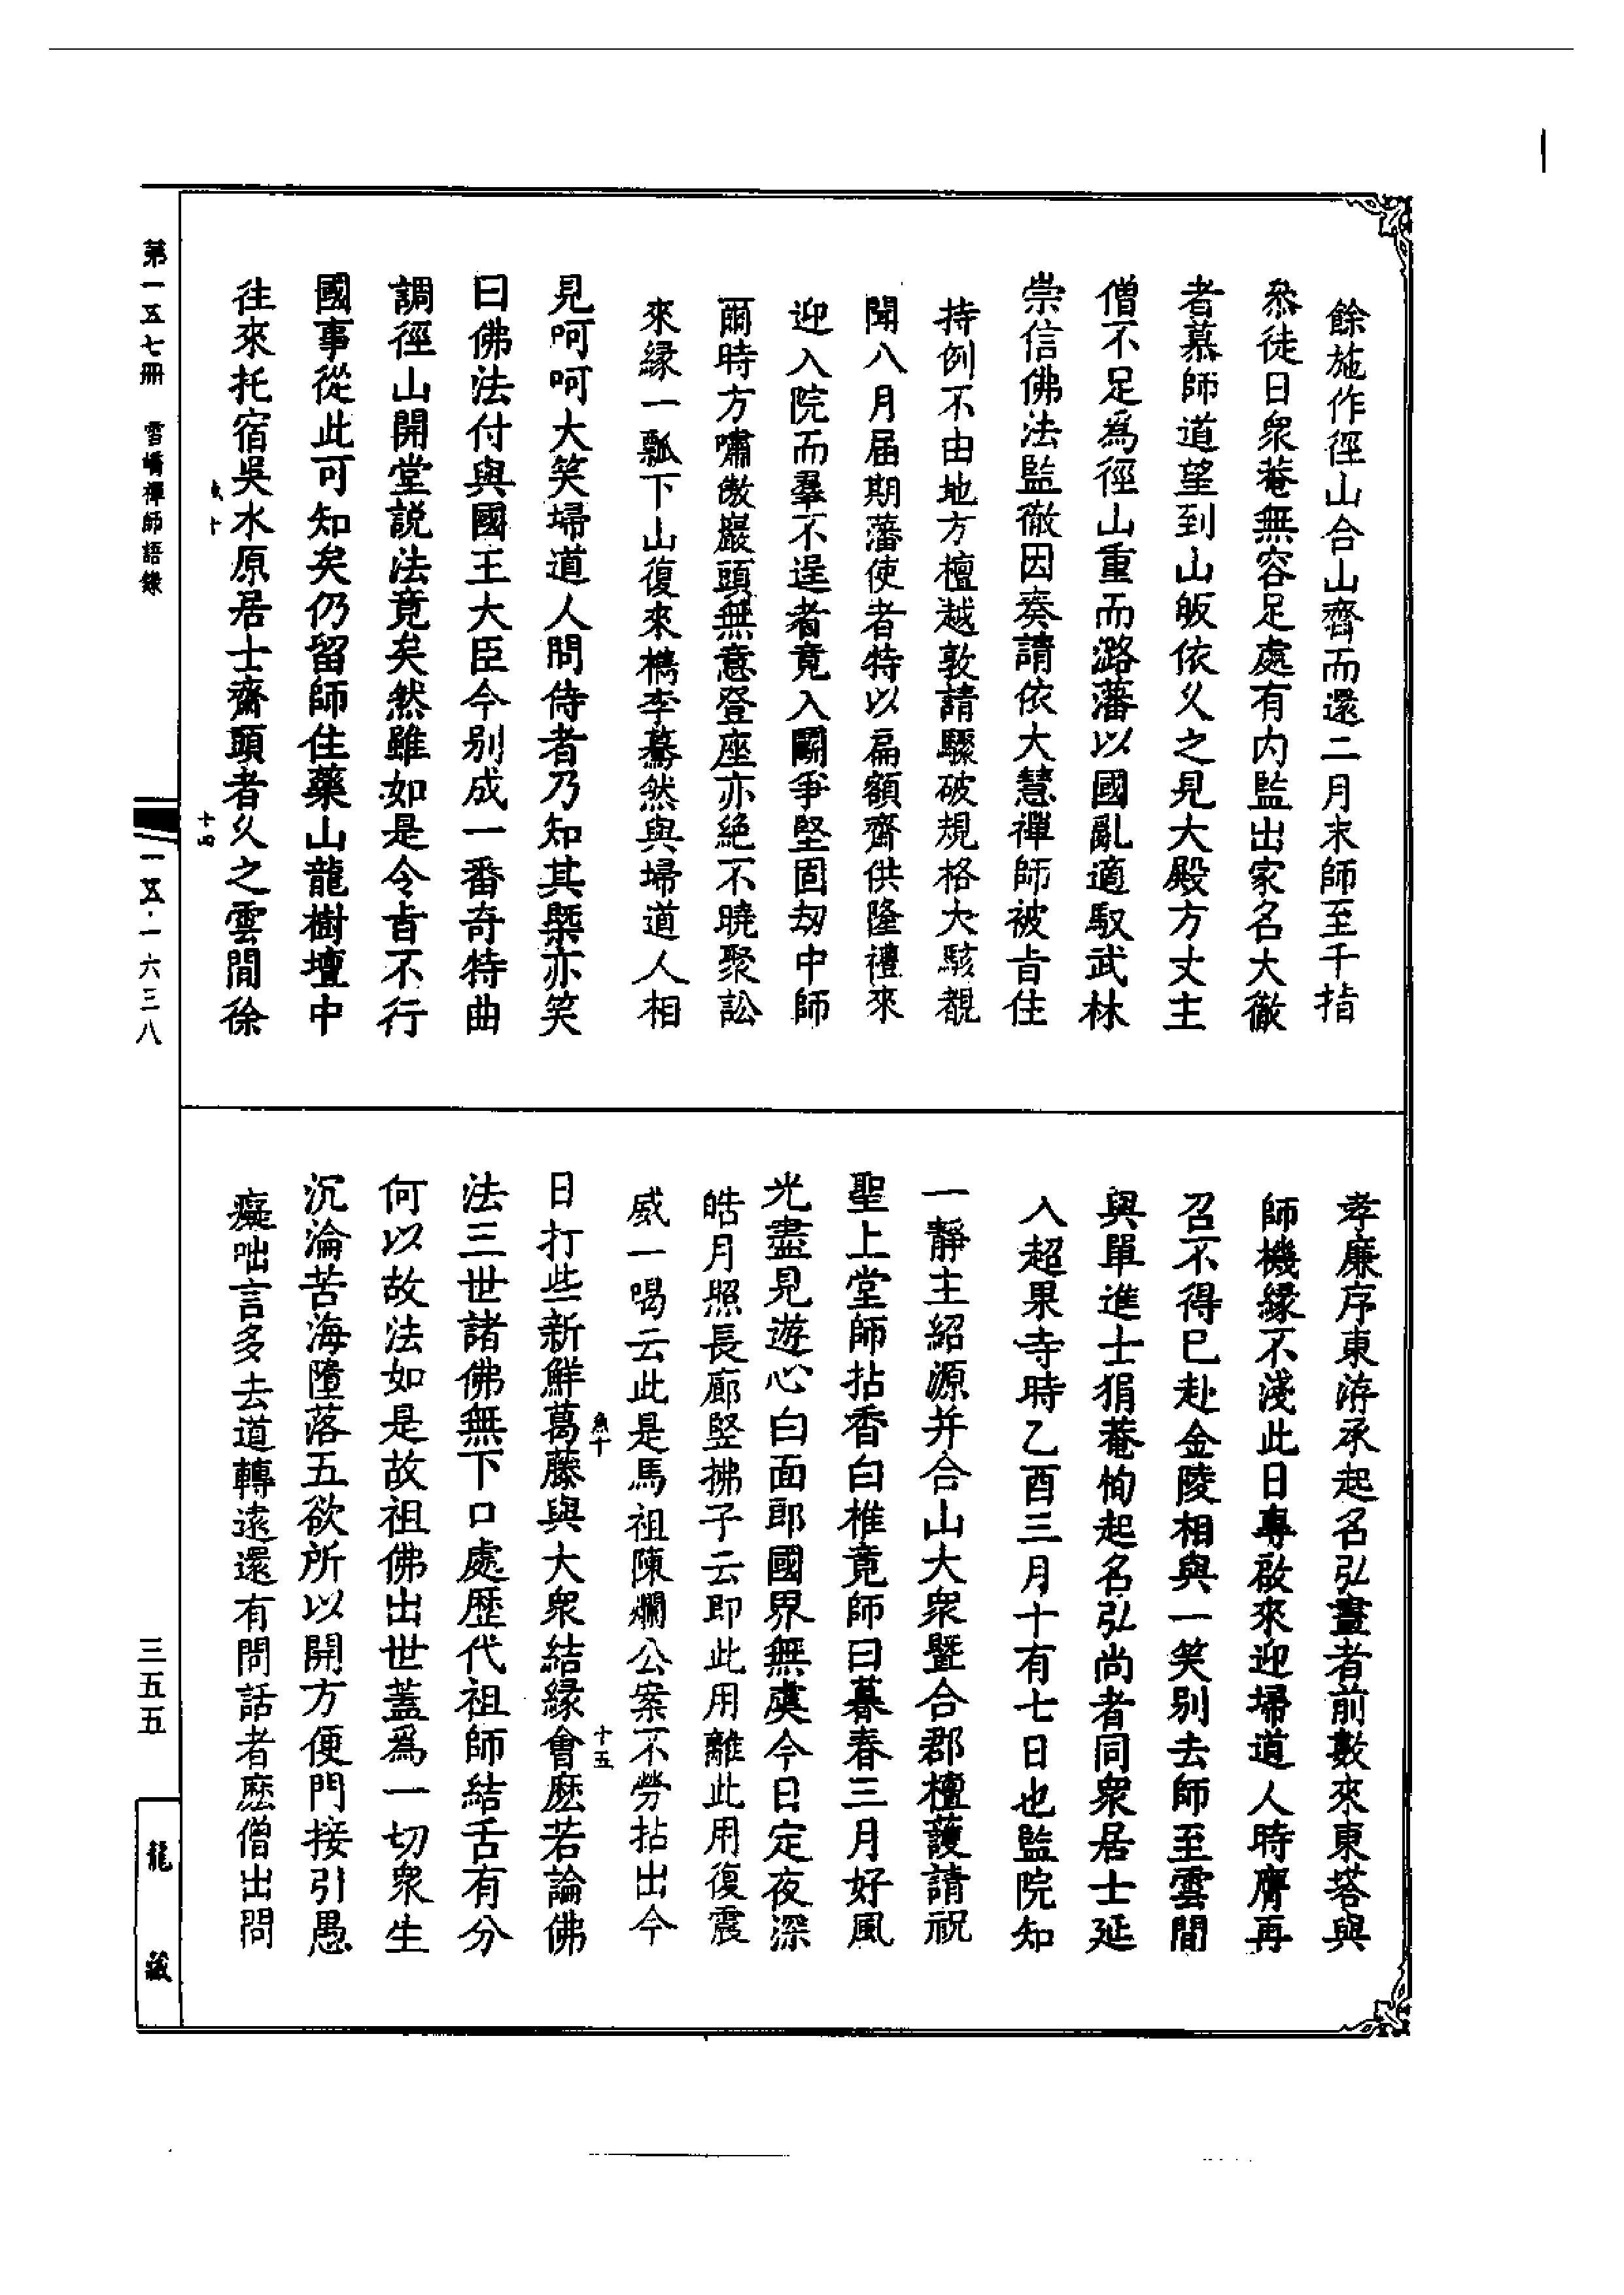 餘施作徑山合山齊而還二月末師至千指
叅徒日衆菴無容足處有内監出家名大徹
者慕師道望到山皈依久之見大殿方丈主
僧不足爲徑山重而潞藩以國亂適馭武林
崇信佛法監徹因奏請依大慧禪師被旨住
持例不由地方檀越敦請驟破規格大駭覩
聞八月届期藩使者特以扁額齊供隆禮來
迎入院而羣不逞者竟入鬭爭堅固刼中師
爾時方嘯傲巖頭無意登座亦絶不曉聚訟
來緣一瓢下山復來檇李驀然與埽道人相
見呵呵大笑埽道人問侍者乃知其槩亦笑
曰佛法付與國王大臣今别成一番奇特曲
調徑山開堂説法竟矣然雖如是令旨不行
國事從此可知矣仍留師住藥山龍樹壇中
往來托宿吳水原居士齋頭者久之雲間徐
孝廉序東游承起名弘晝者前數來東塔與
師機緣不淺此日專啟來迎埽道人時膺再
召不得已赴金陵相與一笑别去師至雲間
與單進士狷菴恂起名弘尚者同衆居士延
入超果寺時乙酉三月十有七日也監院知
一靜主紹源并合山大衆暨合郡檀護請祝
聖上堂師拈香白椎竟師曰暮春三月好風
光盡見遊心白面郎國界無虞今日定夜深
皓月照長廊竪拂子云即此用離此用復震
威一喝云此是馬祖陳爛公案不勞拈出今
日打些新鮮葛藤與大衆結緣會麽若論佛
法三世諸佛無下口處歷代祖師結舌有分
何以故法如是故祖佛出世蓋爲一切衆生
沉淪苦海墮落五欲所以開方便門接引愚
癡咄言多去道轉遠還有問話者麽僧出問
第一五七册　雪嶠禪師語錄
一五五·一六三八
三五五
龍藏
十四
十五